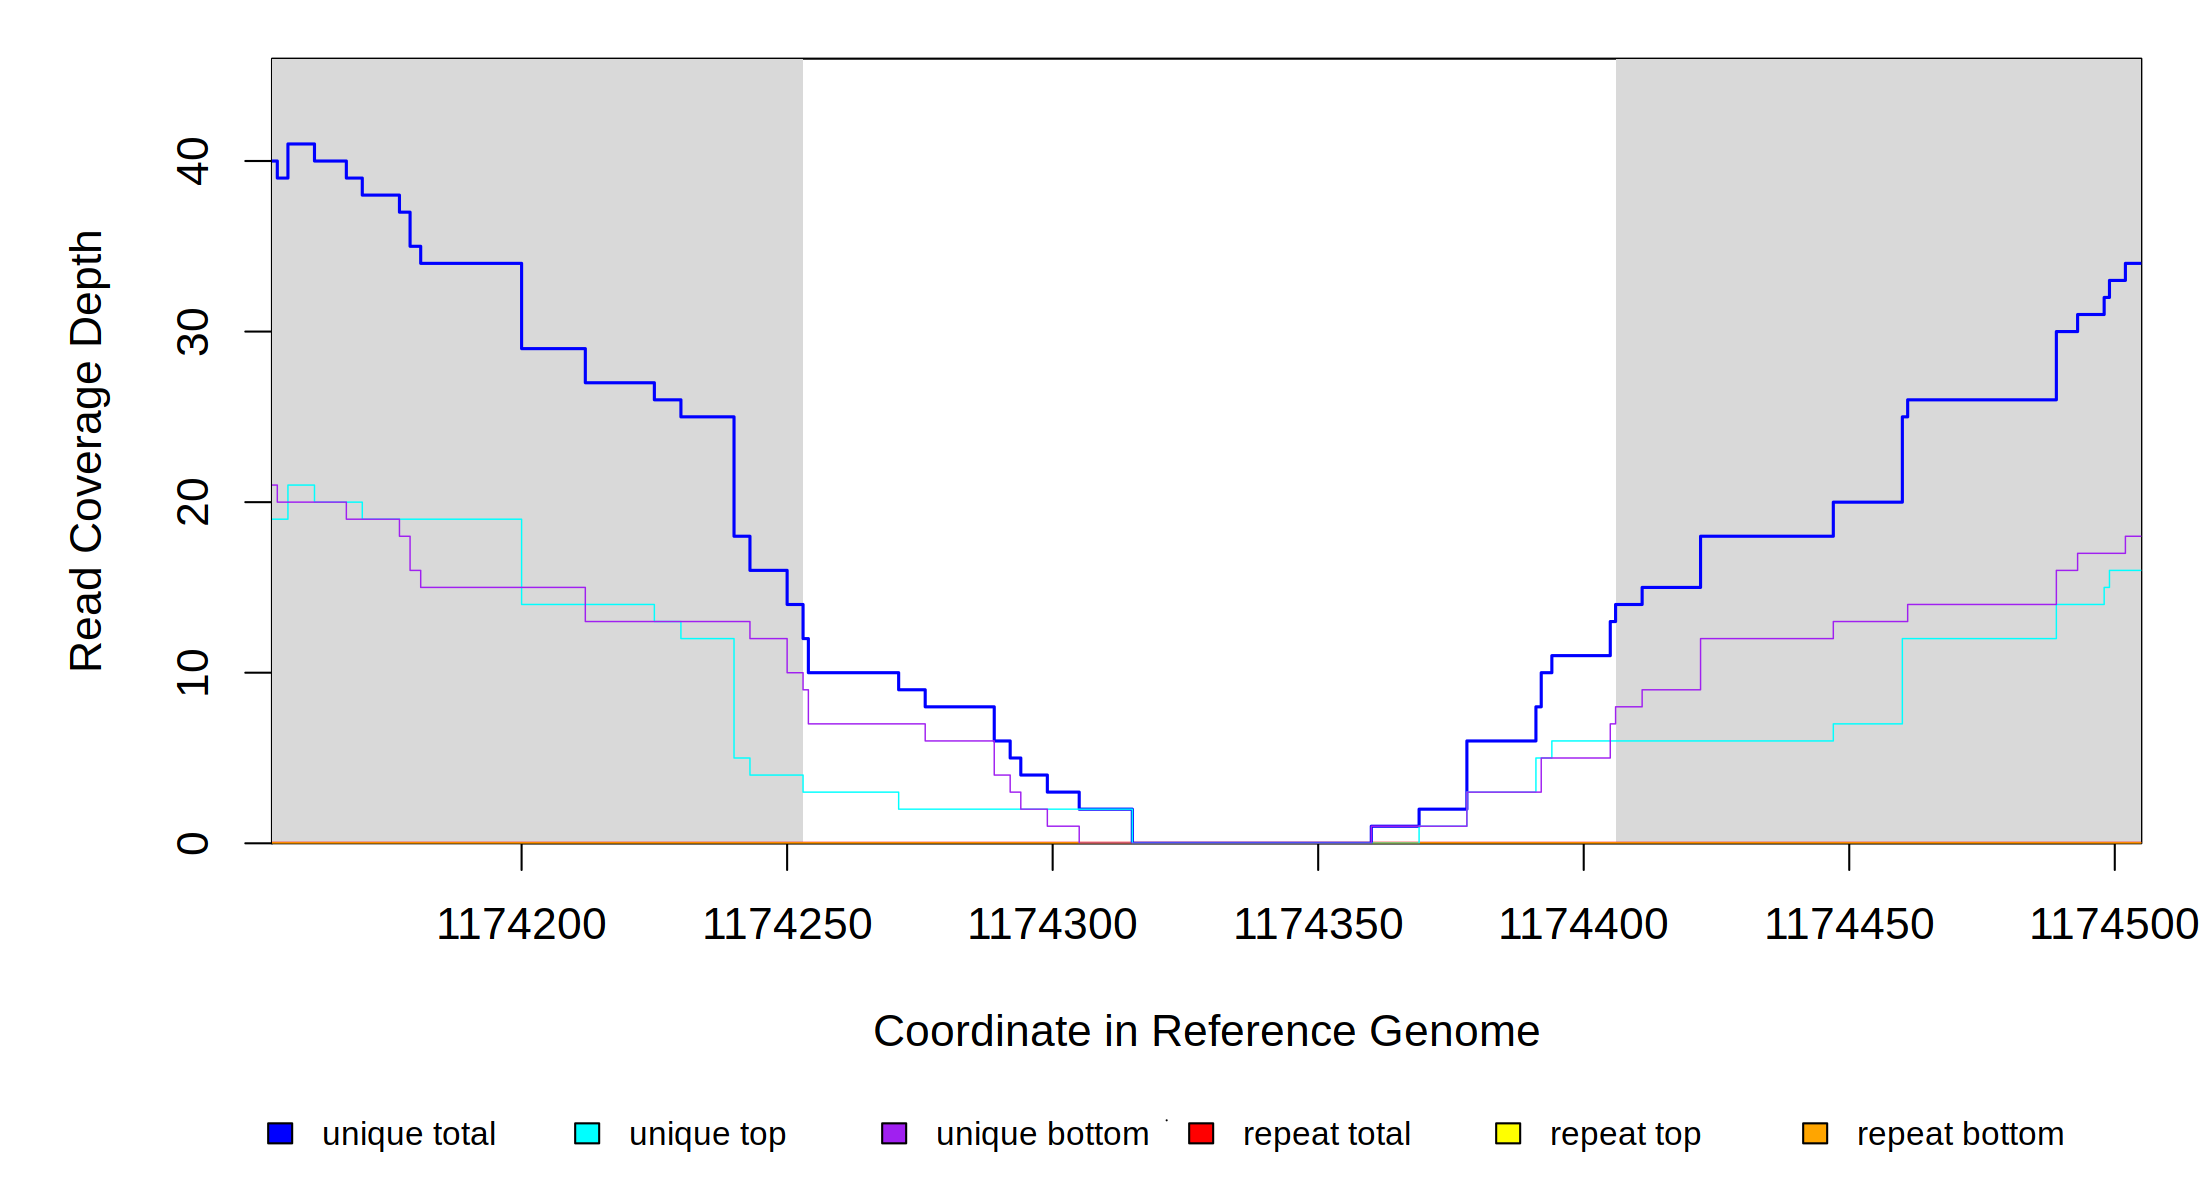 Read Coverage Depth
40
30
20
10
0
1174200 1174250 1174300 1174350 1174400 1174450 1174500
Coordinate in Reference Genome
unique total unique top unique bottom repeat total repeat top repeat bottom